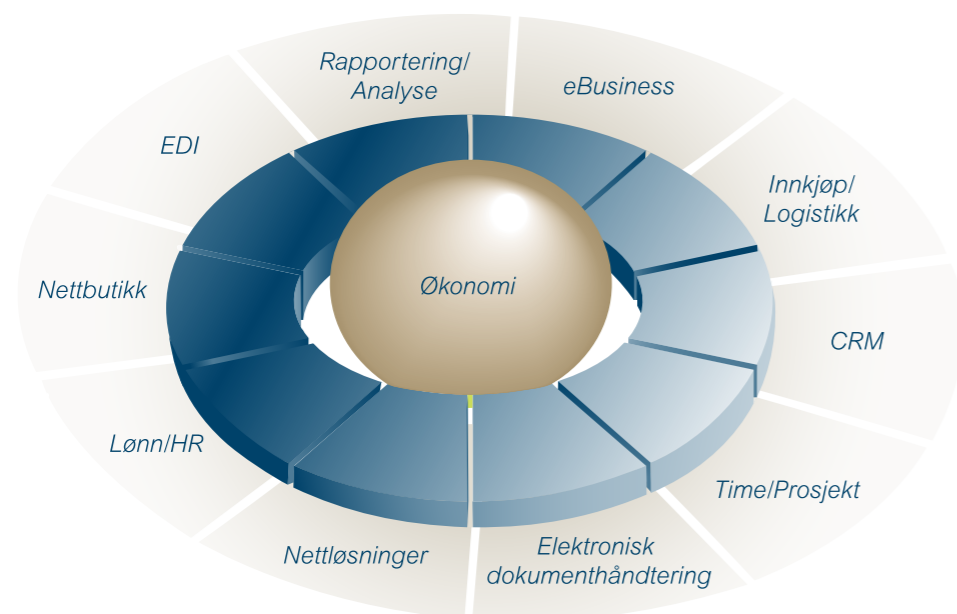 Rapportering/
Analyse
eBusiness
EDI
Innkjøp/
Logistikk
Nettbutikk
Økonomi
CRM
Lønn/HR
Time/Prosjekt
Nettløsninger
Elektronisk
dokumenthåndtering